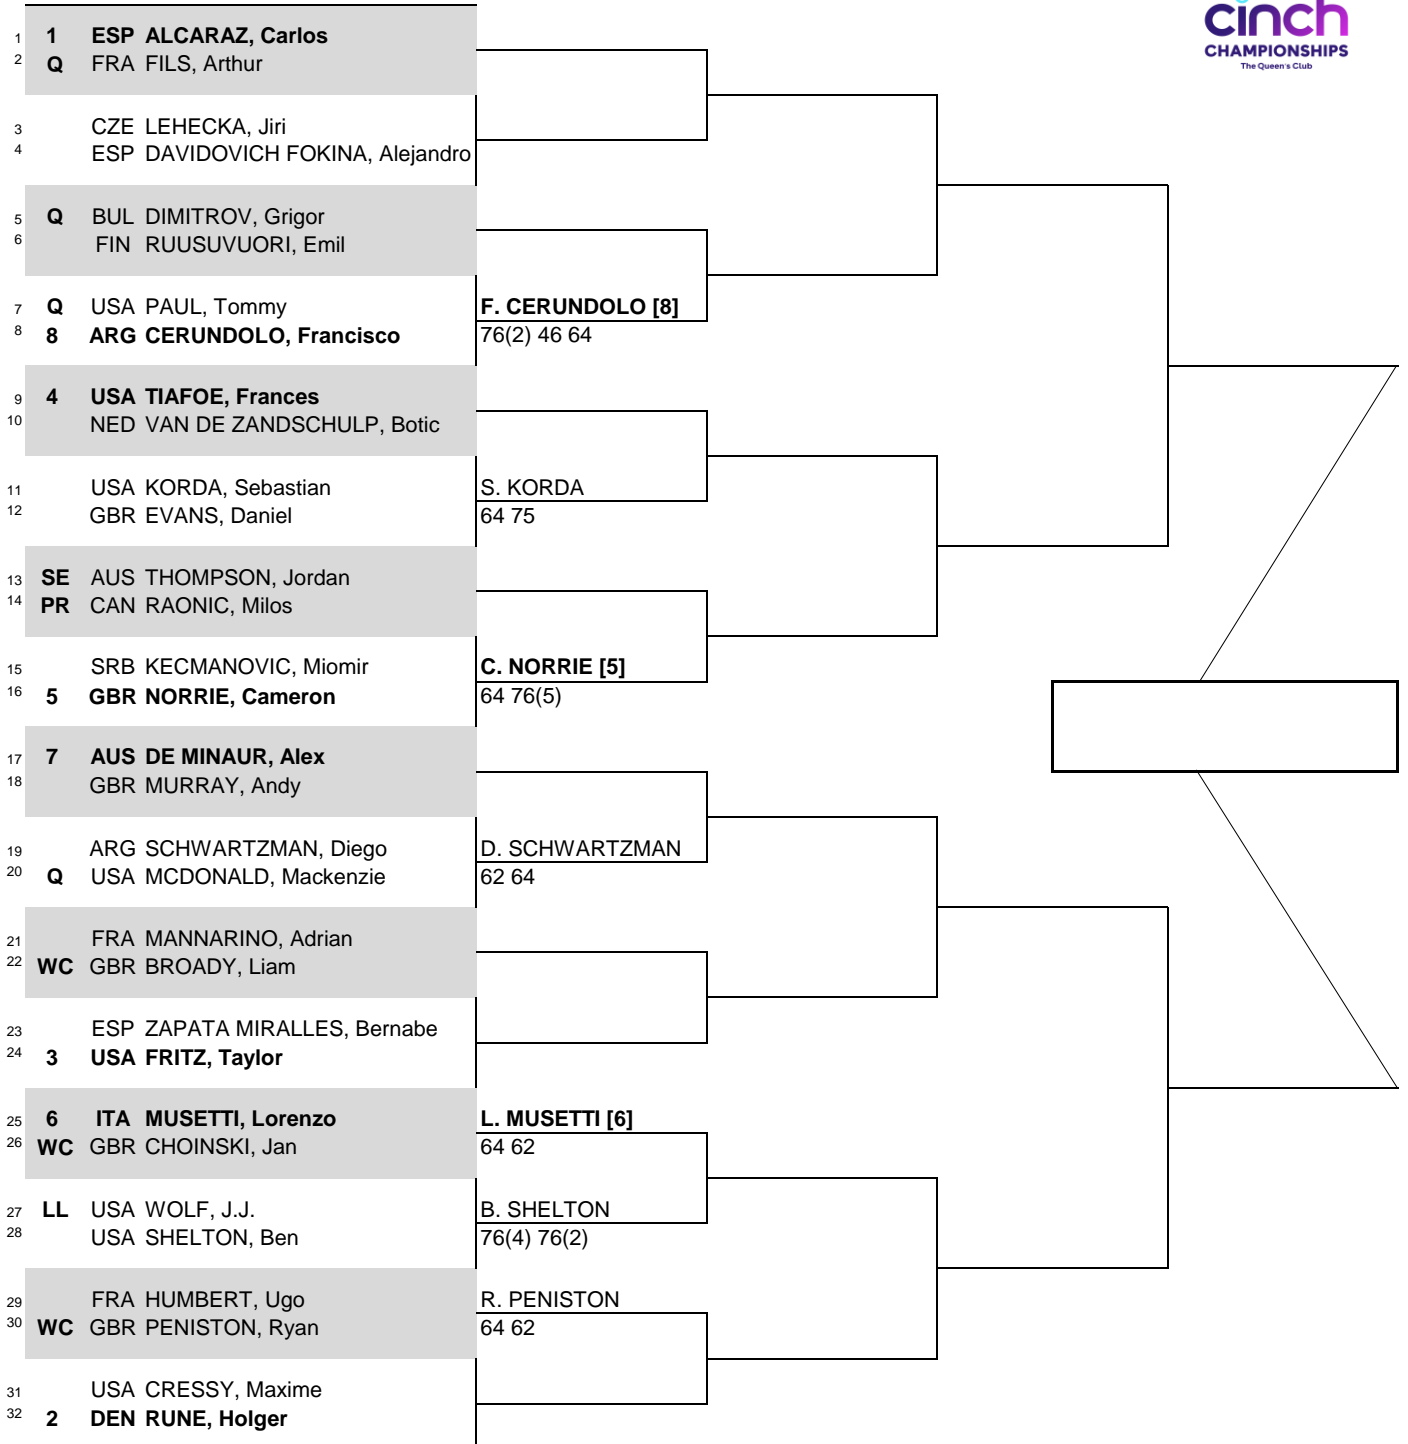 cinch
CHAMPIONSHIPS
The Queen's Club
1 1 ESP ALCARAZ, Carlos
2 Q FRA FILS, Arthur
3 CZE LEHECKA, Jiri
4 ESP DAVIDOVICH FOKINA, Alejandro
5 Q BUL DIMITROV, Grigor
6 FIN RUUSUVUORI, Emil
7 Q USA PAUL, Tommy F. CERUNDOLO [8]
8 8 ARG CERUNDOLO, Francisco 76(2) 46 64
9 4 USA TIAFOE, Frances
10 NED VAN DE ZANDSCHULP, Botic
11 USA KORDA, Sebastian S. KORDA
12 GBR EVANS, Daniel 64 75
13 SE AUS THOMPSON, Jordan
14 PR CAN RAONIC, Milos
15 SRB KECMANOVIC, Miomir C. NORRIE [5]
16 5 GBR NORRIE, Cameron 64 76(5)
17 7 AUS DE MINAUR, Alex
18 GBR MURRAY, Andy
19 ARG SCHWARTZMAN, Diego D. SCHWARTZMAN
20 Q USA MCDONALD, Mackenzie 62 64
21 FRA MANNARINO, Adrian
22 WC GBR BROADY, Liam
23 ESP ZAPATA MIRALLES, Bernabe
24 3 USA FRITZ, Taylor
25 6 ITA MUSETTI, Lorenzo L. MUSETTI [6]
26 WC GBR CHOINSKI, Jan 64 62
27 LL USA WOLF, J.J. B. SHELTON
28 USA SHELTON, Ben 76(4) 76(2)
29 FRA HUMBERT, Ugo R. PENISTON
30 WC GBR PENISTON, Ryan 64 62
31 USA CRESSY, Maxime
32 2 DEN RUNE, Holger